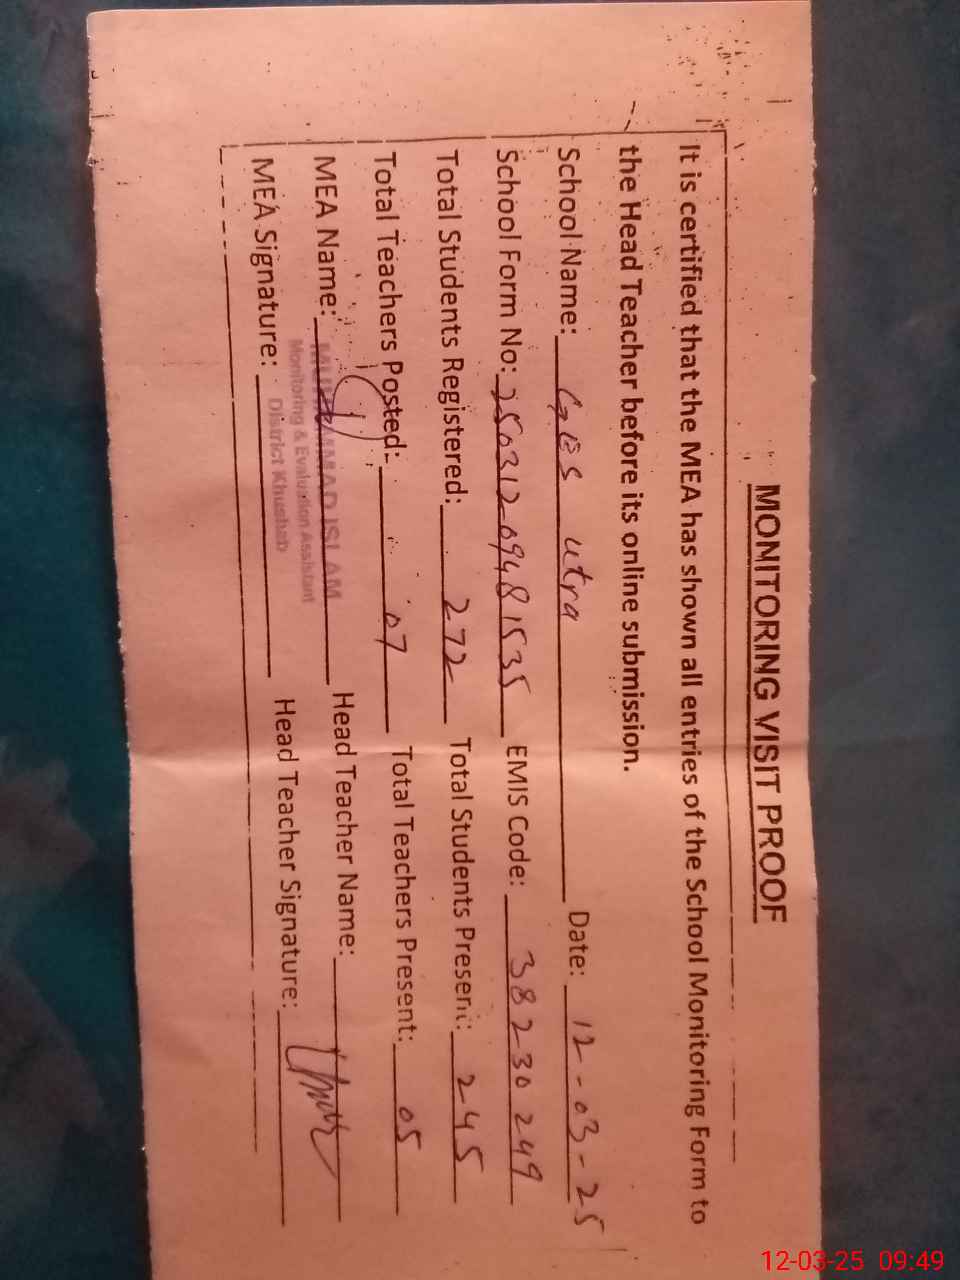 MONITORING VISIT PROOF
It is certified that the MEA has shown all entries of the School Monitoring Form to
the Head Teacher before its online submission.
School Name: GES utra Date: 12-03-25
School Form No: 25031209481535 EMIS Code: 38230249
Total Students Registered: 272 Total Students Present: 245
Total Teachers Posted: 07 Total Teachers Present: 05
MEA Name: MUHAMMAD ISLAM Head Teacher Name:
Monitoring & Evaluation Assistant
District Khushab
MEA Signature: Head Teacher Signature:
12-03-25 09:49